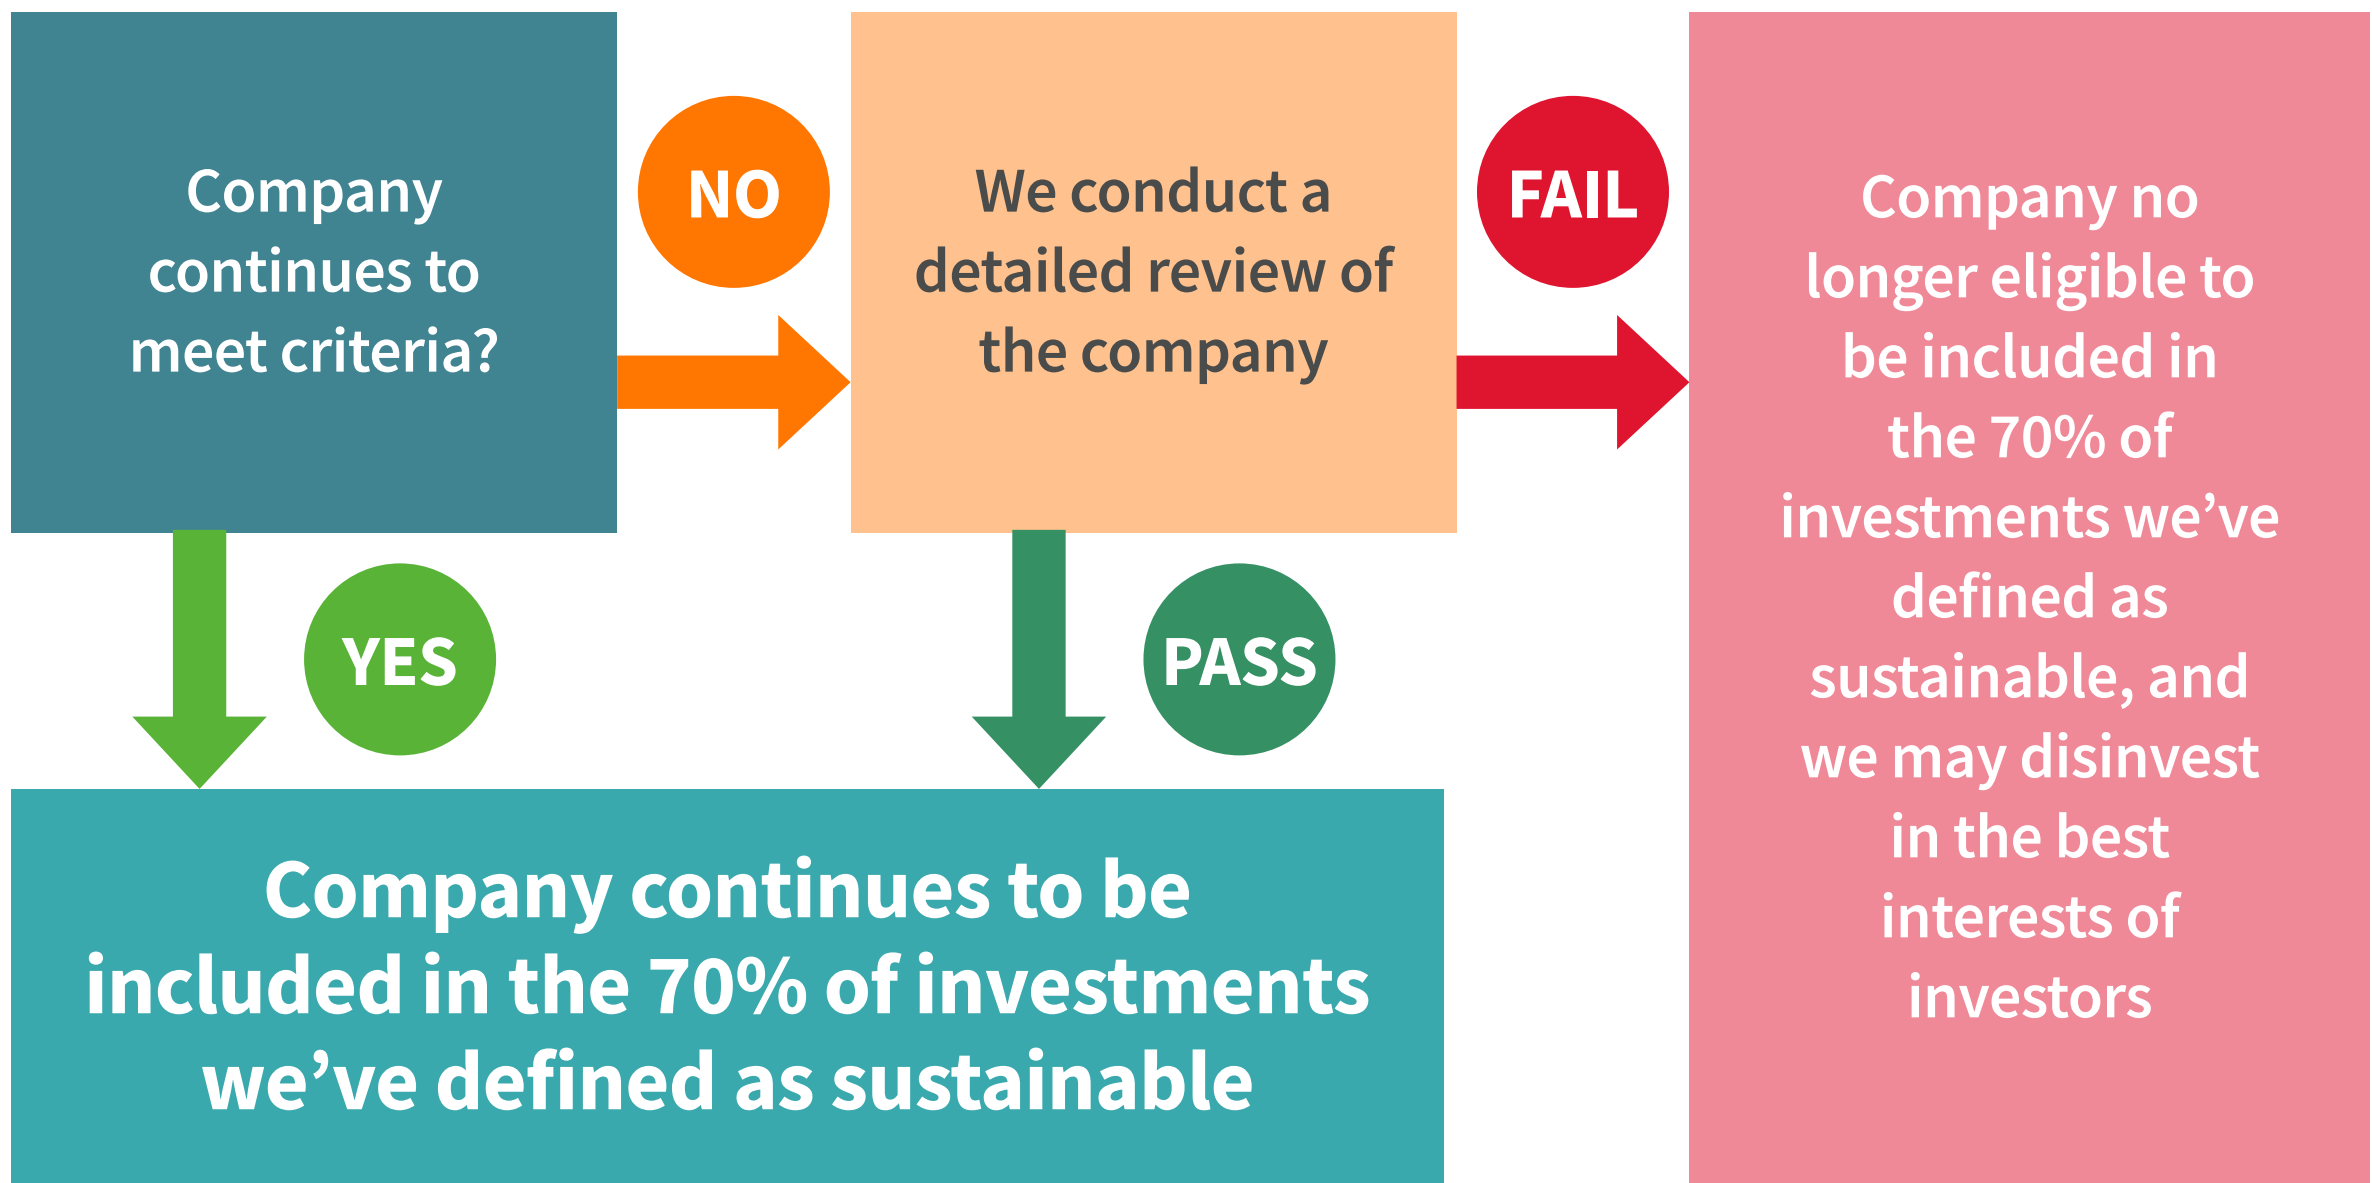 Company
continues to
meet criteria?
NO
We conduct a
detailed review of
the company
FAIL
Company no
longer eligible to
be included in
the 70% of
investments we’ve
defined as
sustainable, and
we may disinvest
in the best
interests of
investors
YES
PASS
Company continues to be
included in the 70% of investments
we’ve defined as sustainable